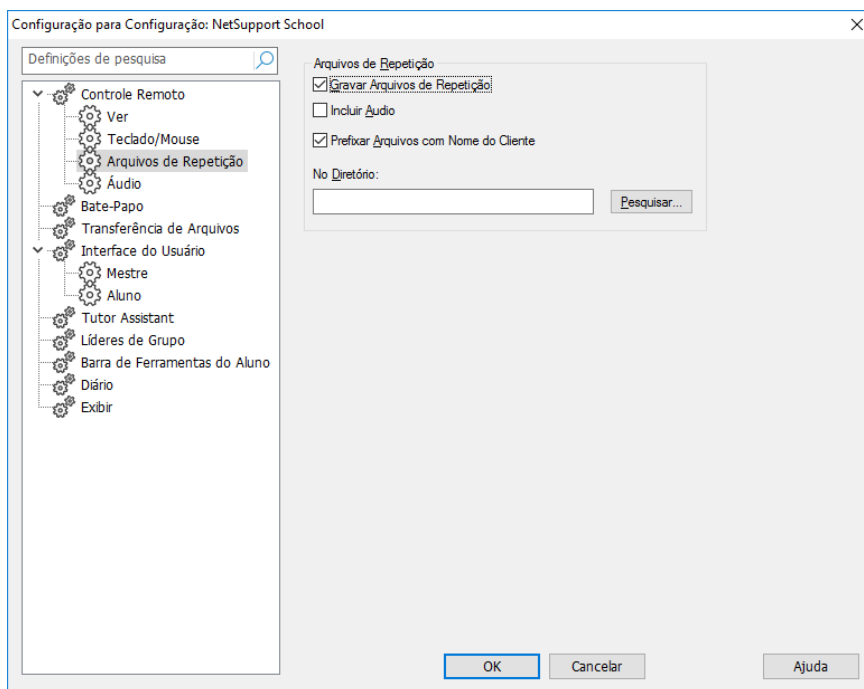 Configuração para Configuração: NetSupport School
Definições de pesquisa
Controle Remoto
Ver
Teclado/Mouse
Arquivos de Repetição
Áudio
Bate-Papo
Transferência de Arquivos
Interface do Usuário
Mestre
Aluno
Tutor Assistant
Líderes de Grupo
Barra de Ferramentas do Aluno
Diário
Exibir
Arquivos de Repetição
Gravar Arquivos de Repetição
Incluir Audio
Prefixar Arquivos com Nome do Cliente
No Diretório:
Pesquisar...
OK
Cancelar
Ajuda